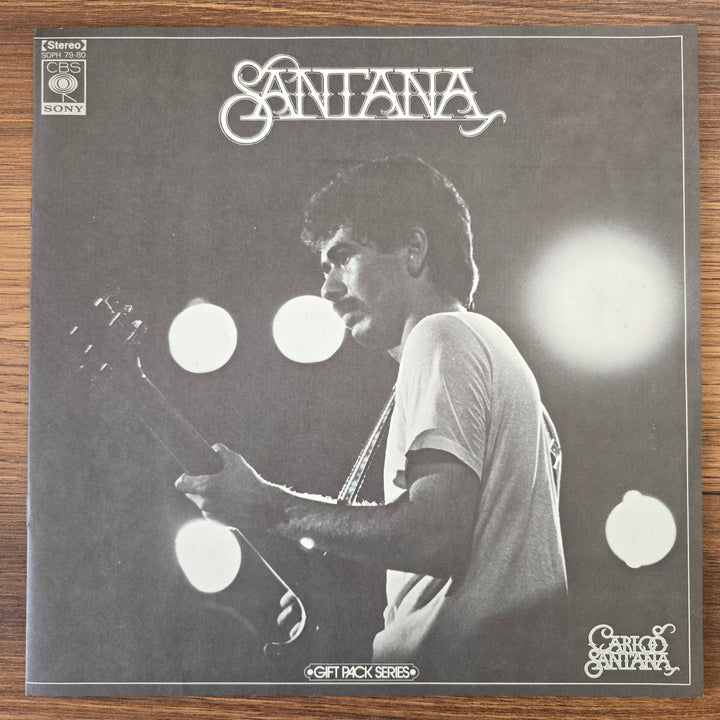 【Stereo】
SOPH 79-80
CBS
SONY
SANTANA
CARLOS
SANTANA
•GIFT PACK SERIES•